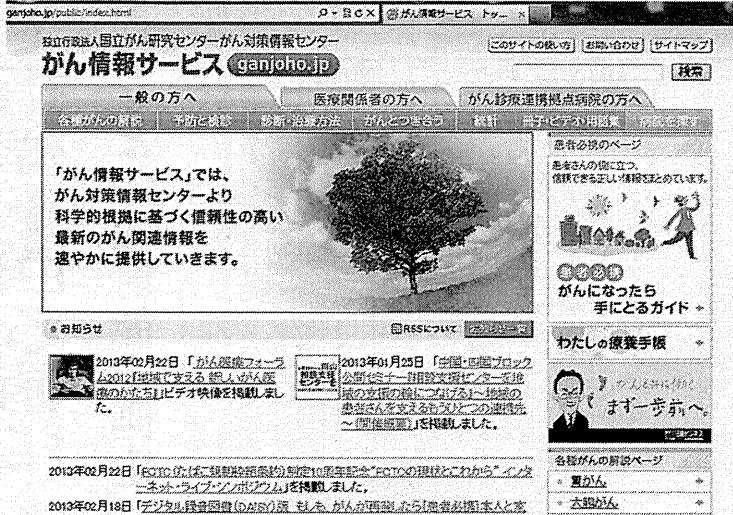 ganjoho.jp/public/index.html
がん情報サービス トッ...
独立行政法人国立がん研究センターがん対策情報センター
がん情報サービス ganjoho.jp
このサイトの使い方 お問い合わせ サイトマップ
検索
一般の方へ 医療関係者の方へ がん診療連携拠点病院の方へ
各種がんの解説 予防と検診 診断・治療方法 がんとつき合う 統計 冊子・ビデオ・用語集 病院を探す
「がん情報サービス」では、
がん対策情報センターより
科学的根拠に基づく信頼性の高い
最新のがん関連情報を
速やかに提供していきます。
患者必携のページ
患者さんの役に立つ、
信頼できる正しい情報をまとめています。
患者必携
がんになったら
手にとるガイド
わたしの療養手帳
まず一歩前へ。
お知らせ
RSSについて
2013年02月22日 「がん医療フォーラ
ム2012『地域で支える 新しいがん医
療のかたち』」ビデオ映像を掲載しまし
た。
岡山
相談支援
センターを
2013年01月25日 「中国・四国ブロック
公開セミナー「相談支援センターを地
域の支援の輪につなげる」～地域の
患者さんを支えるもうひとつの連携先
～(開催概要)」を掲載しました。
2013年02月22日 「FCTC(たばこ規制枠組条約)制定10周年記念“FCTCの現状とこれから” インタ
ーネット・ライブ・シンポジウム」を掲載しました。
2013年02月18日 「デジタル録音図書(DAISY)版 もしも、がんが再発したら[患者必携]本人と家
各種がんの解説ページ
胃がん
大腸がん